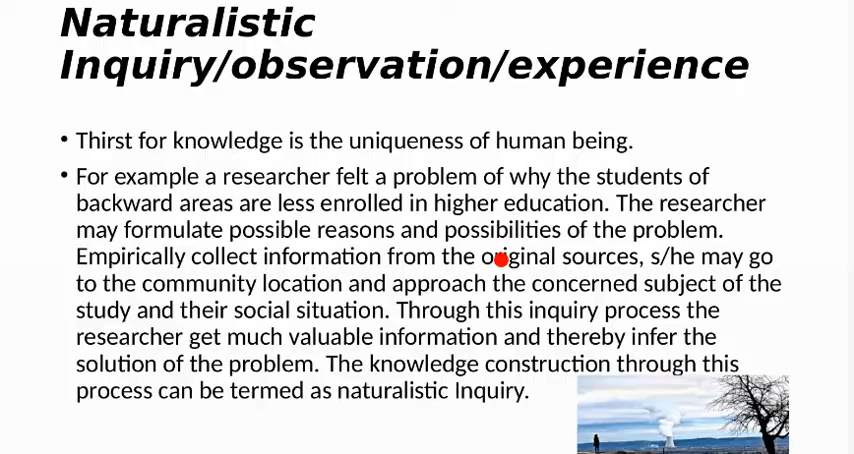 Naturalistic
Inquiry/observation/experience
• Thirst for knowledge is the uniqueness of human being.
• For example a researcher felt a problem of why the students of
backward areas are less enrolled in higher education. The researcher
may formulate possible reasons and possibilities of the problem.
Empirically collect information from the original sources, s/he may go
to the community location and approach the concerned subject of the
study and their social situation. Through this inquiry process the
researcher get much valuable information and thereby infer the
solution of the problem. The knowledge construction through this
process can be termed as naturalistic Inquiry.